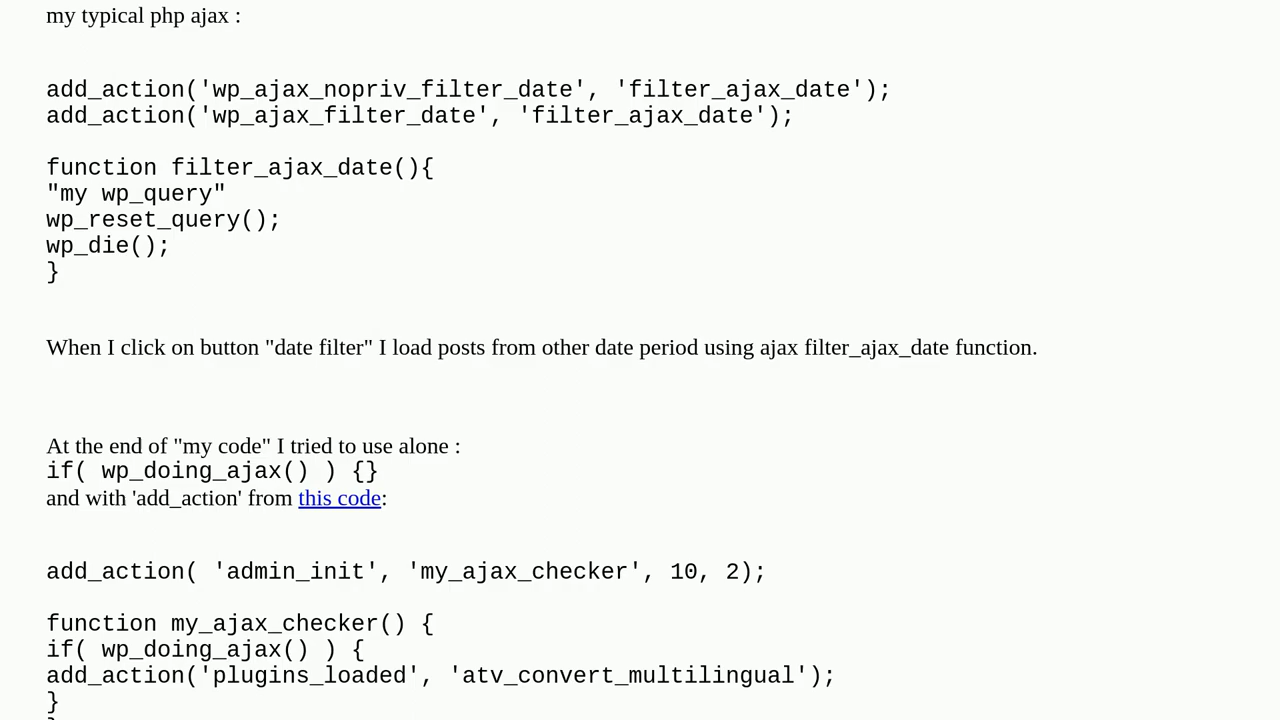 my typical php ajax :
add_action('wp_ajax_nopriv_filter_date', 'filter_ajax_date');
add_action('wp_ajax_filter_date', 'filter_ajax_date');
function filter_ajax_date(){
"my wp_query"
wp_reset_query();
wp_die();
}
When I click on button "date filter" I load posts from other date period using ajax filter_ajax_date function.
At the end of "my code" I tried to use alone :
if( wp_doing_ajax() ) {}
and with 'add_action' from this code:
add_action( 'admin_init', 'my_ajax_checker', 10, 2);
function my_ajax_checker() {
if( wp_doing_ajax() ) {
add_action('plugins_loaded', 'atv_convert_multilingual');
}